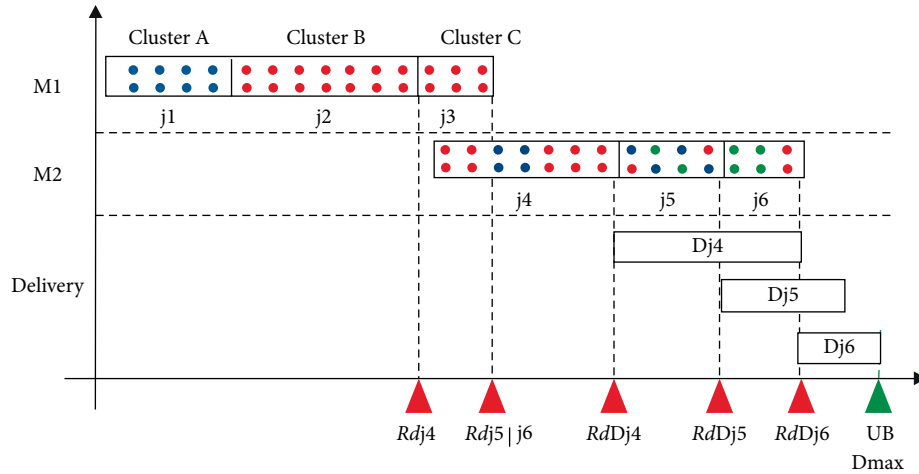 Cluster A Cluster B Cluster C
M1
j1 j2 j3
M2
j4 j5 j6
Dj4
Delivery
Dj5
Dj6
Rdj4 Rdj5 | j6 RdDj4 RdDj5 RdDj6 UB
Dmax